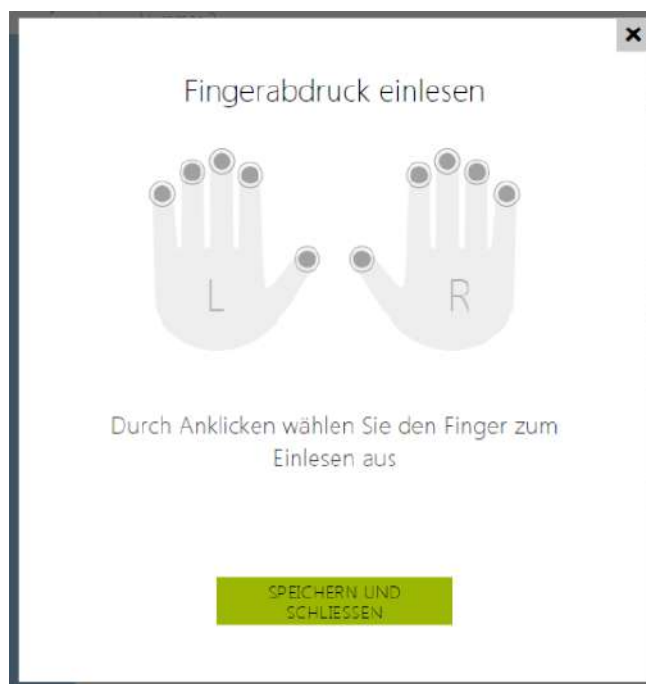 Fingerabdruck einlesen
L
R
Durch Anklicken wählen Sie den Finger zum
Einlesen aus
SPEICHERN UND
SCHLIESSEN